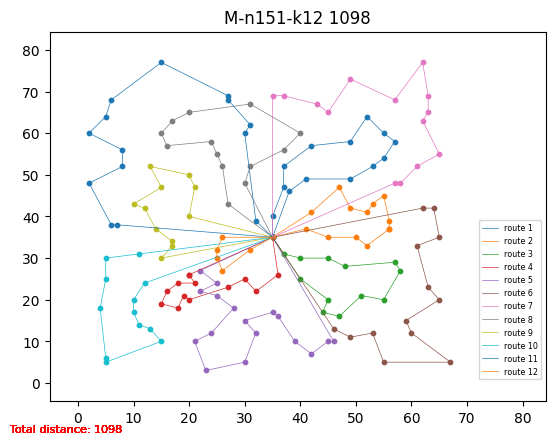 M-n151-k12 1098
80
70
60
50
40
30
20
10
0
route 1
route 2
route 3
route 4
route 5
route 6
route 7
route 8
route 9
route 10
route 11
route 12
0 10 20 30 40 50 60 70 80
Total distance: 1098